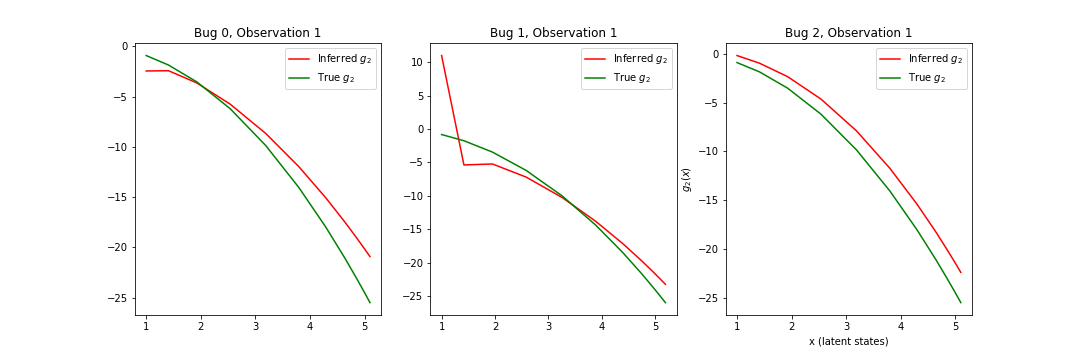 Bug 0, Observation 1
Inferred g₂
True g₂
0
−5
−10
−15
−20
−25
1 2 3 4 5
Bug 1, Observation 1
Inferred g₂
True g₂
10
5
0
−5
−10
−15
−20
−25
1 2 3 4 5
Bug 2, Observation 1
Inferred g₂
True g₂
g₂(x)
0
−5
−10
−15
−20
−25
1 2 3 4 5
x (latent states)